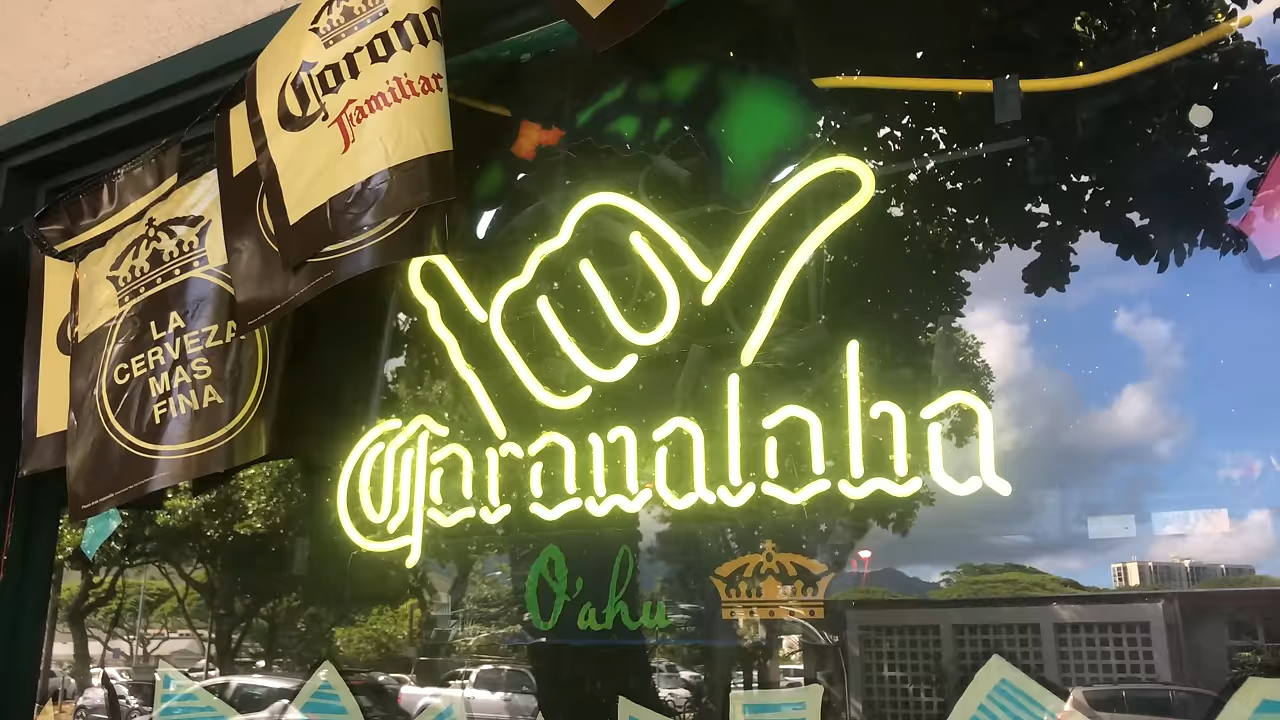 Corona
Familiar
LA
CERVEZA
MAS
FINA
Coronaloha
O'ahu